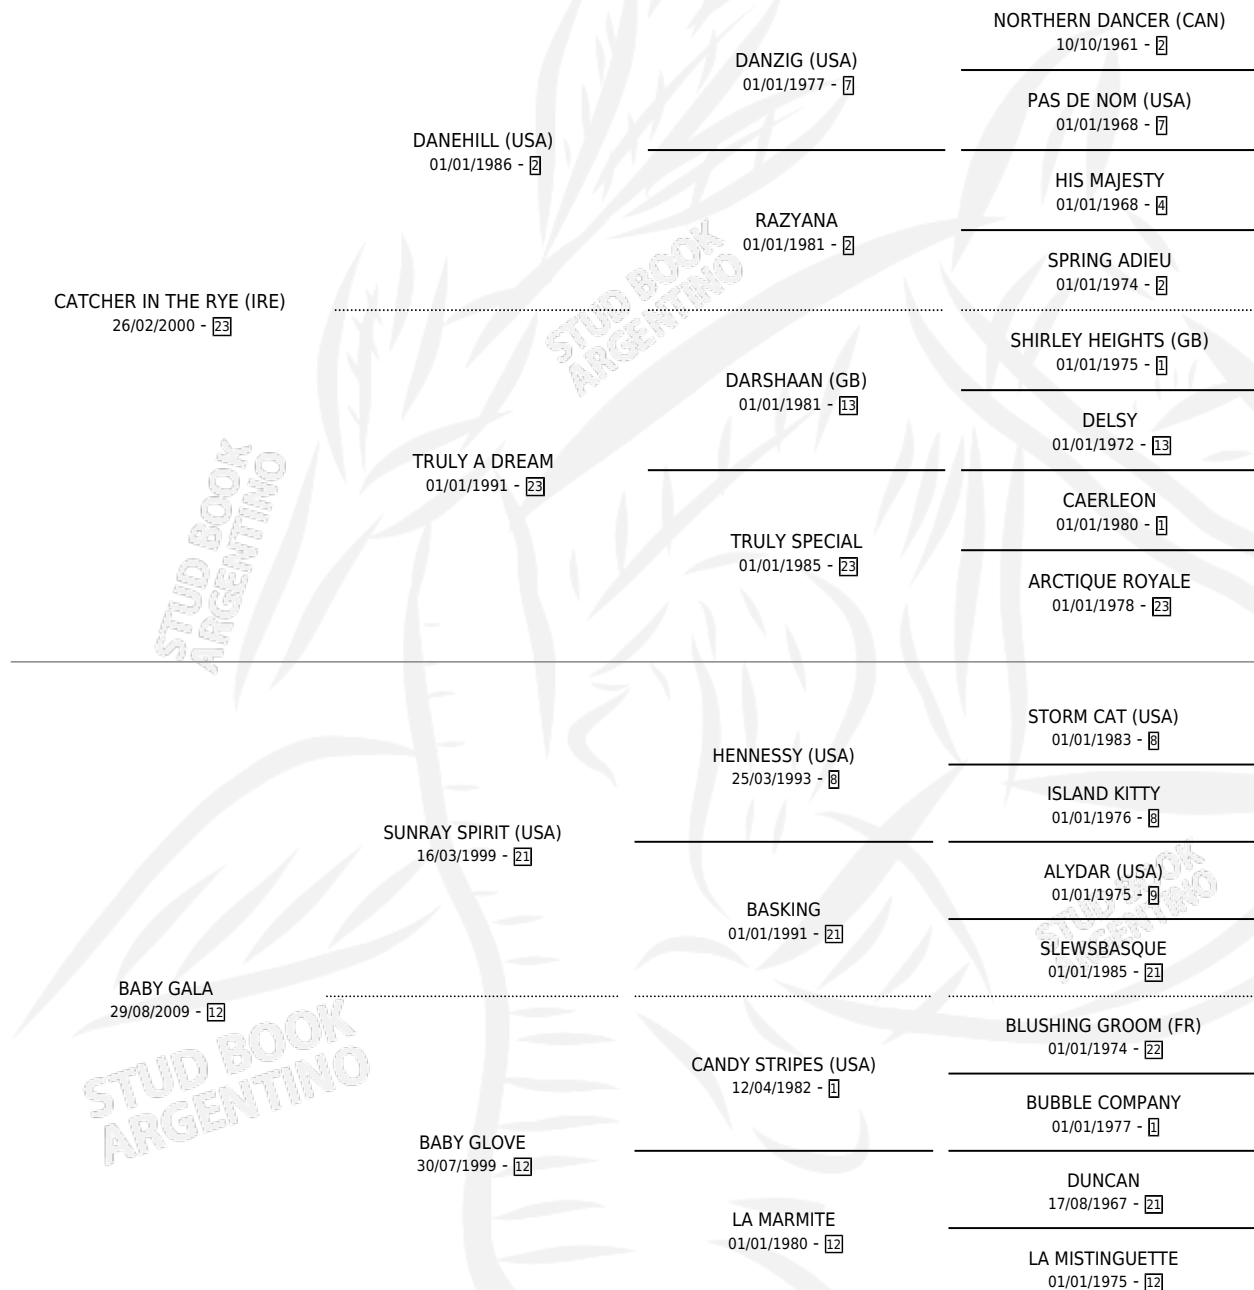 NORTHERN DANCER (CAN)
10/10/1961 - 2
DANZIG (USA)
01/01/1977 - 7
PAS DE NOM (USA)
01/01/1968 - 7
DANEHILL (USA)
01/01/1986 - 2
HIS MAJESTY
01/01/1968 - 4
RAZYANA
01/01/1981 - 2
SPRING ADIEU
01/01/1974 - 2
CATCHER IN THE RYE (IRE)
26/02/2000 - 23
SHIRLEY HEIGHTS (GB)
01/01/1975 - 1
DARSHAAN (GB)
01/01/1981 - 13
DELSY
01/01/1972 - 13
TRULY A DREAM
01/01/1991 - 23
CAERLEON
01/01/1980 - 1
TRULY SPECIAL
01/01/1985 - 23
ARCTIQUE ROYALE
01/01/1978 - 23
STORM CAT (USA)
01/01/1983 - 8
HENNESSY (USA)
25/03/1993 - 8
ISLAND KITTY
01/01/1976 - 8
SUNRAY SPIRIT (USA)
16/03/1999 - 21
ALYDAR (USA)
01/01/1975 - 9
BASKING
01/01/1991 - 21
SLEWSBASQUE
01/01/1985 - 21
BABY GALA
29/08/2009 - 12
BLUSHING GROOM (FR)
01/01/1974 - 22
CANDY STRIPES (USA)
12/04/1982 - 1
BUBBLE COMPANY
01/01/1977 - 1
BABY GLOVE
30/07/1999 - 12
DUNCAN
17/08/1967 - 21
LA MARMITE
01/01/1980 - 12
LA MISTINGUETTE
01/01/1975 - 12
STUD BOOK
ARGENTINO
STUD BOOK
ARGENTINO
STUD BOOK
ARGENTINO
STUD BOOK
ARGENTINO